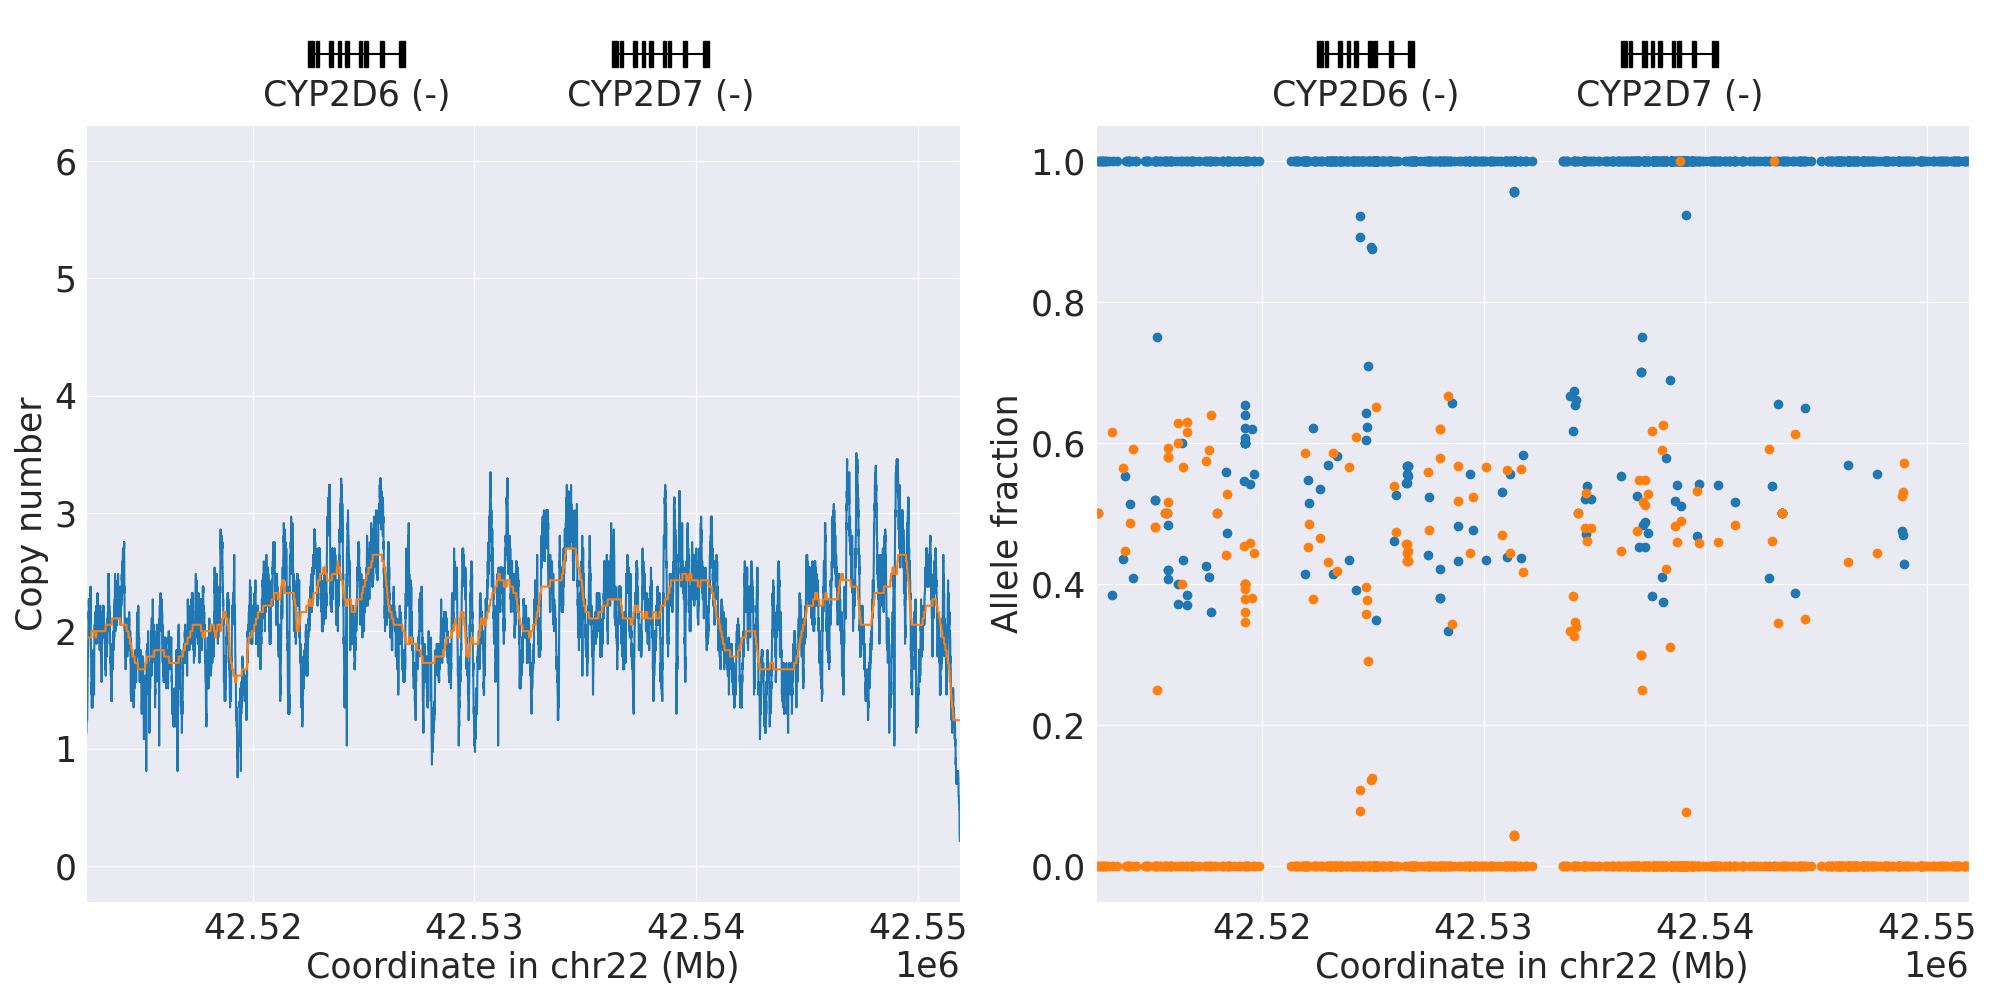 CYP2D6 (-) CYP2D7 (-)
6
5
4
3
2
1
0
Copy number
42.52 42.53 42.54 42.55
Coordinate in chr22 (Mb) 1e6
CYP2D6 (-) CYP2D7 (-)
1.0
0.8
0.6
0.4
0.2
0.0
Allele fraction
42.52 42.53 42.54 42.55
Coordinate in chr22 (Mb) 1e6